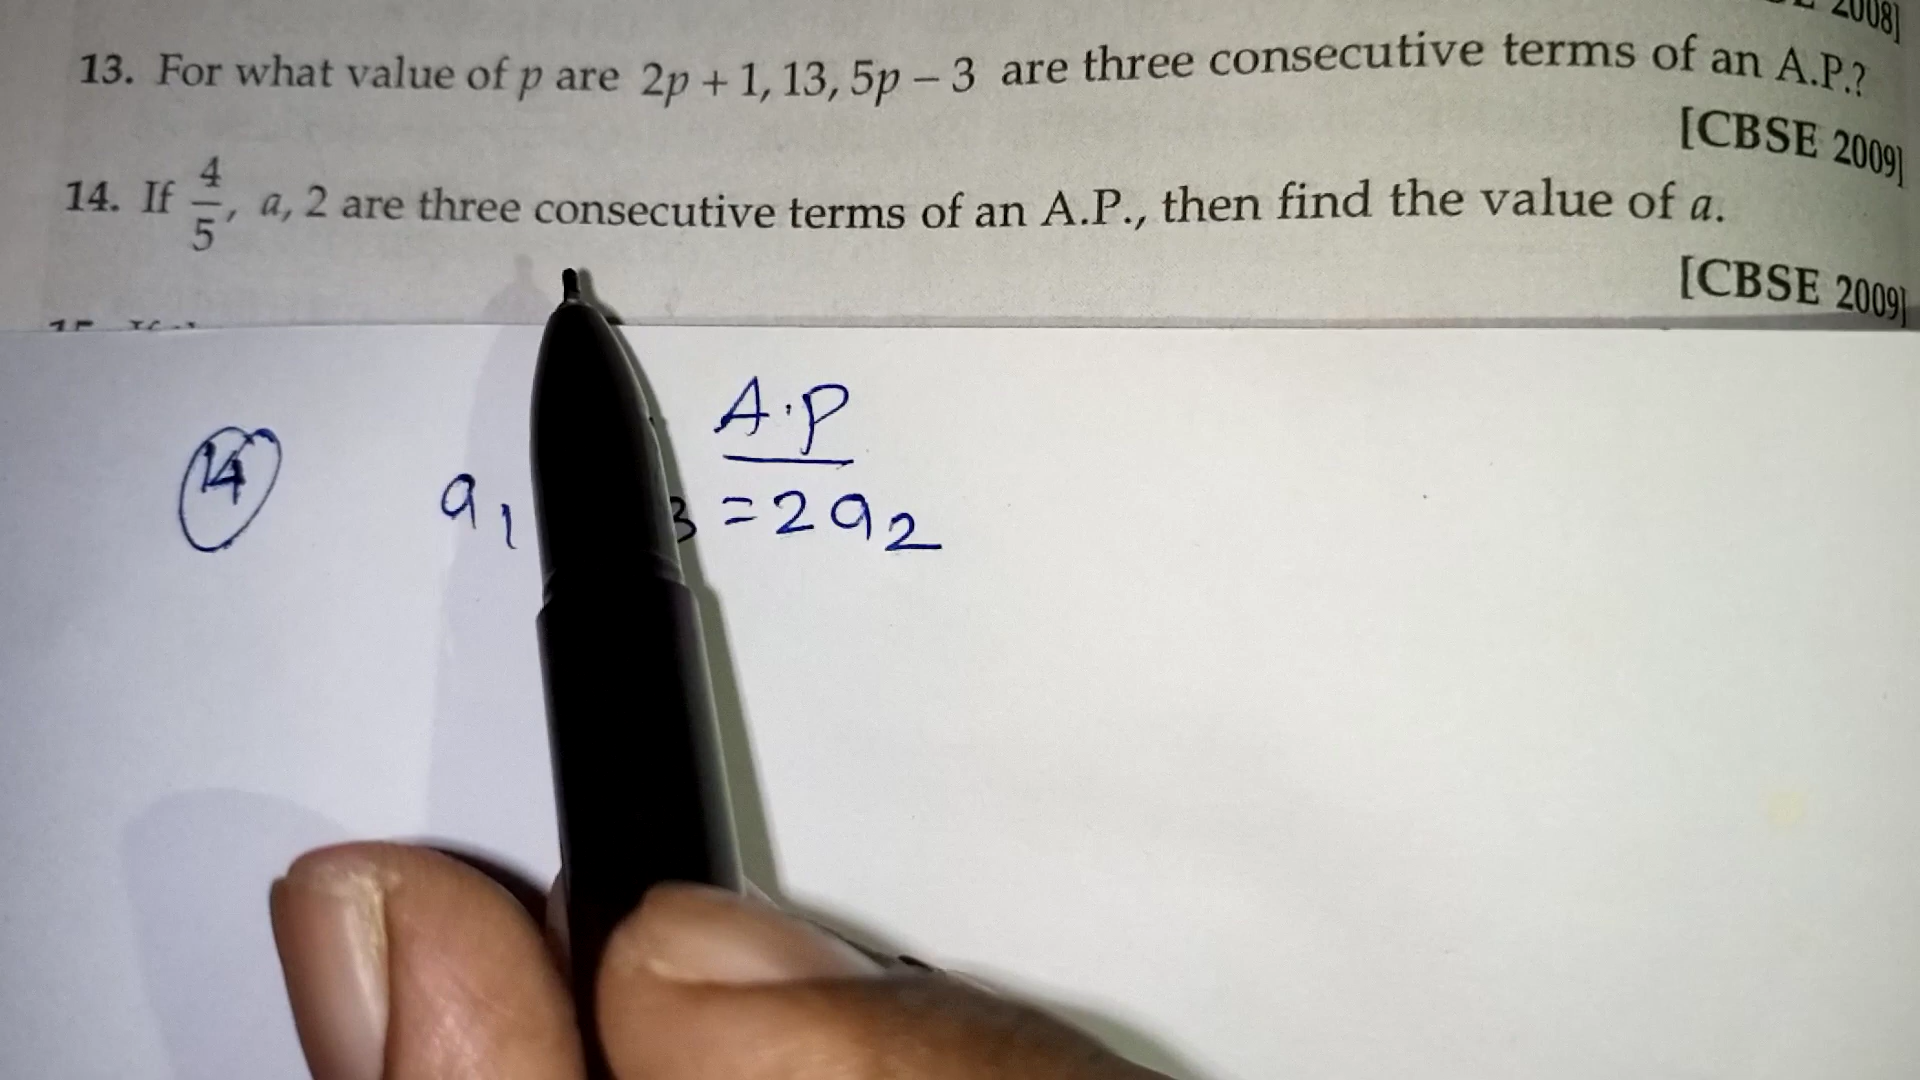 2008]
13. For what value of p are 2p + 1, 13, 5p – 3 are three consecutive terms of an A.P.?
[CBSE 2009]
14. If 4/5, a, 2 are three consecutive terms of an A.P., then find the value of a.
[CBSE 2009]
A.P
14 a1 3 = 2a2